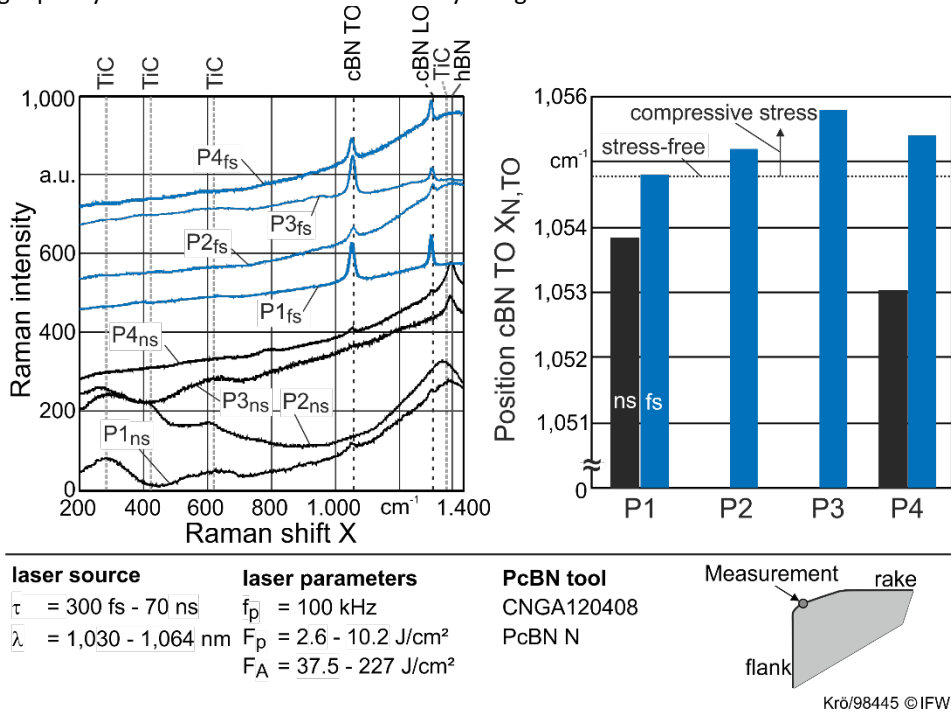 TiC TiC TiC cBN TO cBN LO TiC hBN
1,000
a.u.
600
400
200
0
Raman intensity
P4fs
P3fs
P2fs
P1fs
P4ns
P3ns
P2ns
P1ns
200 400 600 800 1.000 cm⁻¹ 1.400
Raman shift X
1,056
cm⁻¹
1,054
1,053
1,052
1,051
0
Position cBN TO XN,TO
compressive stress
stress-free
ns fs
P1 P2 P3 P4
laser source
τ = 300 fs - 70 ns
λ = 1,030 - 1,064 nm
laser parameters
fp = 100 kHz
Fp = 2.6 - 10.2 J/cm²
FA = 37.5 - 227 J/cm²
PcBN tool
CNGA120408
PcBN N
Measurement
rake
flank
Krö/98445 ©IFW